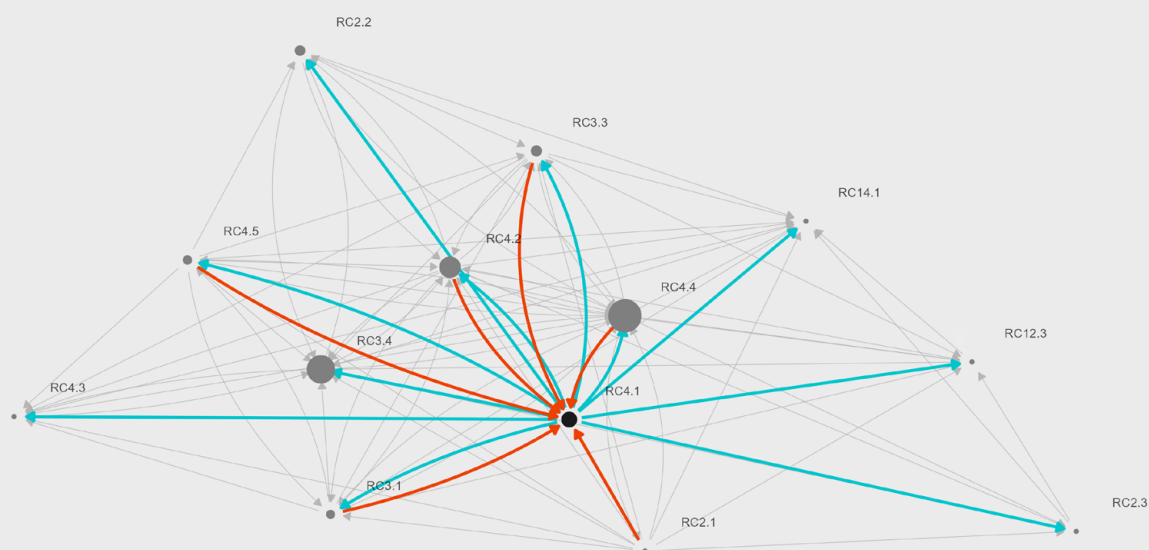 RC2.2
RC3.3
RC14.1
RC4.5
RC4.2
RC4.4
RC12.3
RC3.4
RC4.3
RC4.1
RC3.1
RC2.3
RC2.1